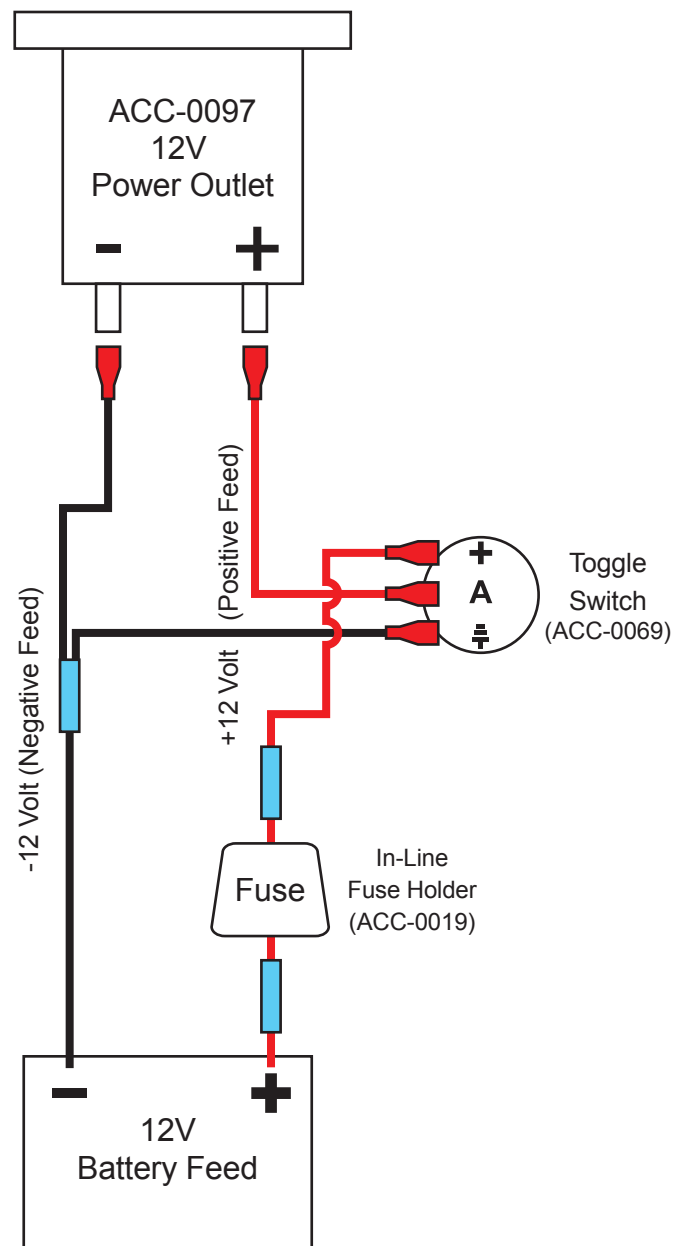 ACC-0097
12V
Power Outlet
- +
+12 Volt (Positive Feed)
-12 Volt (Negative Feed)
+
A
Toggle
Switch
(ACC-0069)
In-Line
Fuse Holder
(ACC-0019)
Fuse
- +
12V
Battery Feed